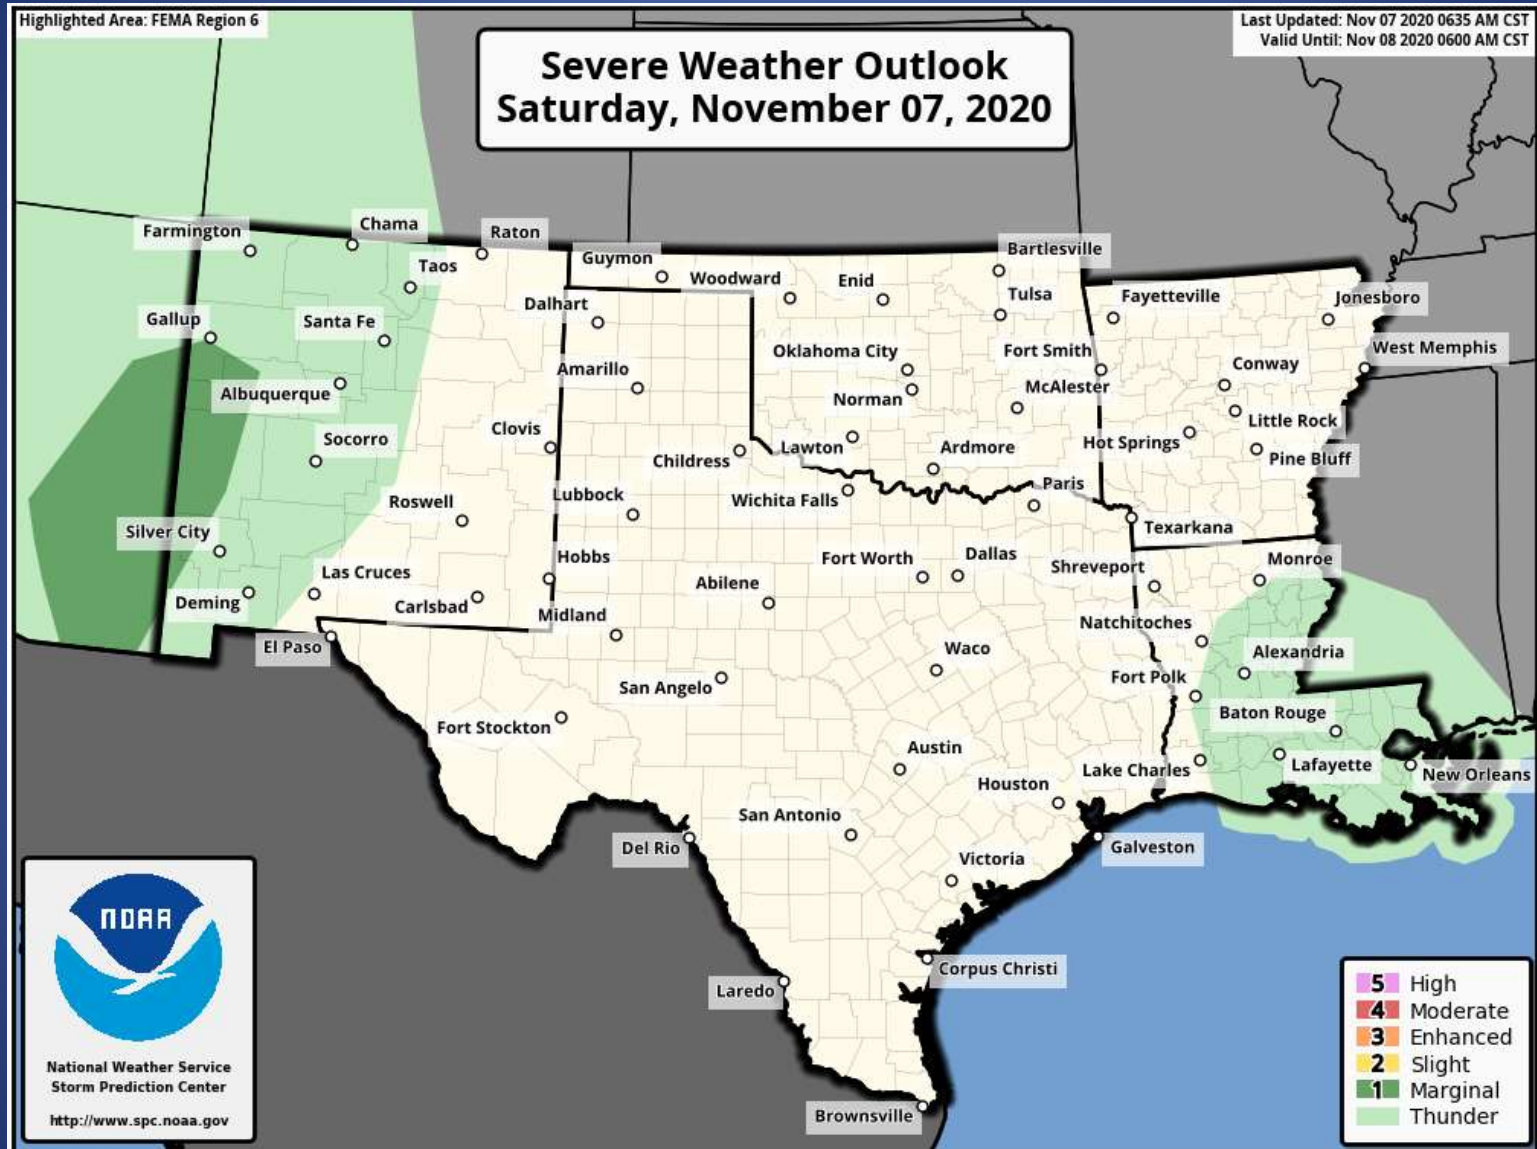 Highlighted Area: FEMA Region 6
Last Updated: Nov 07 2020 0635 AM CST
Valid Until: Nov 08 2020 0600 AM CST
Severe Weather Outlook
Saturday, November 07, 2020
Farmington
Chama
Raton
Taos
Guymon
Woodward
Enid
Bartlesville
Tulsa
Fayetteville
Jonesboro
Gallup
Santa Fe
Dalhart
Oklahoma City
Fort Smith
West Memphis
Conway
Albuquerque
Amarillo
Norman
McAlester
Little Rock
Socorro
Clovis
Childress
Lawton
Ardmore
Hot Springs
Pine Bluff
Roswell
Lubbock
Wichita Falls
Paris
Texarkana
Silver City
Las Cruces
Hobbs
Abilene
Fort Worth
Dallas
Shreveport
Monroe
Deming
Carlsbad
Midland
Natchitoches
El Paso
San Angelo
Waco
Alexandria
Fort Polk
Fort Stockton
Baton Rouge
Austin
Lake Charles
Lafayette
New Orleans
Houston
San Antonio
Del Rio
Galveston
Victoria
Corpus Christi
Laredo
Brownsville
NOAA
National Weather Service
Storm Prediction Center
http://www.spc.noaa.gov
5 High
4 Moderate
3 Enhanced
2 Slight
1 Marginal
Thunder